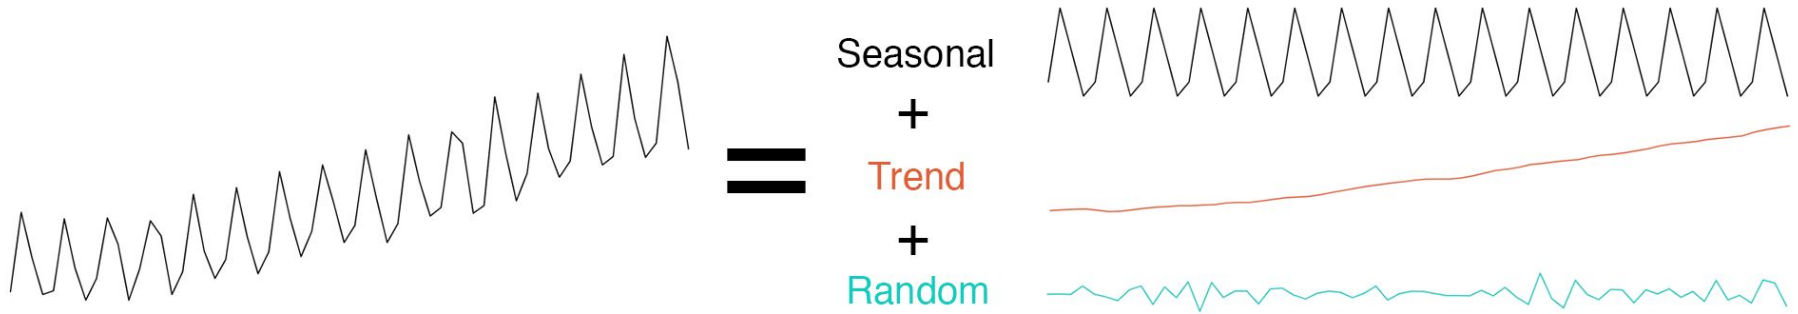 Seasonal
+
Trend
+
Random